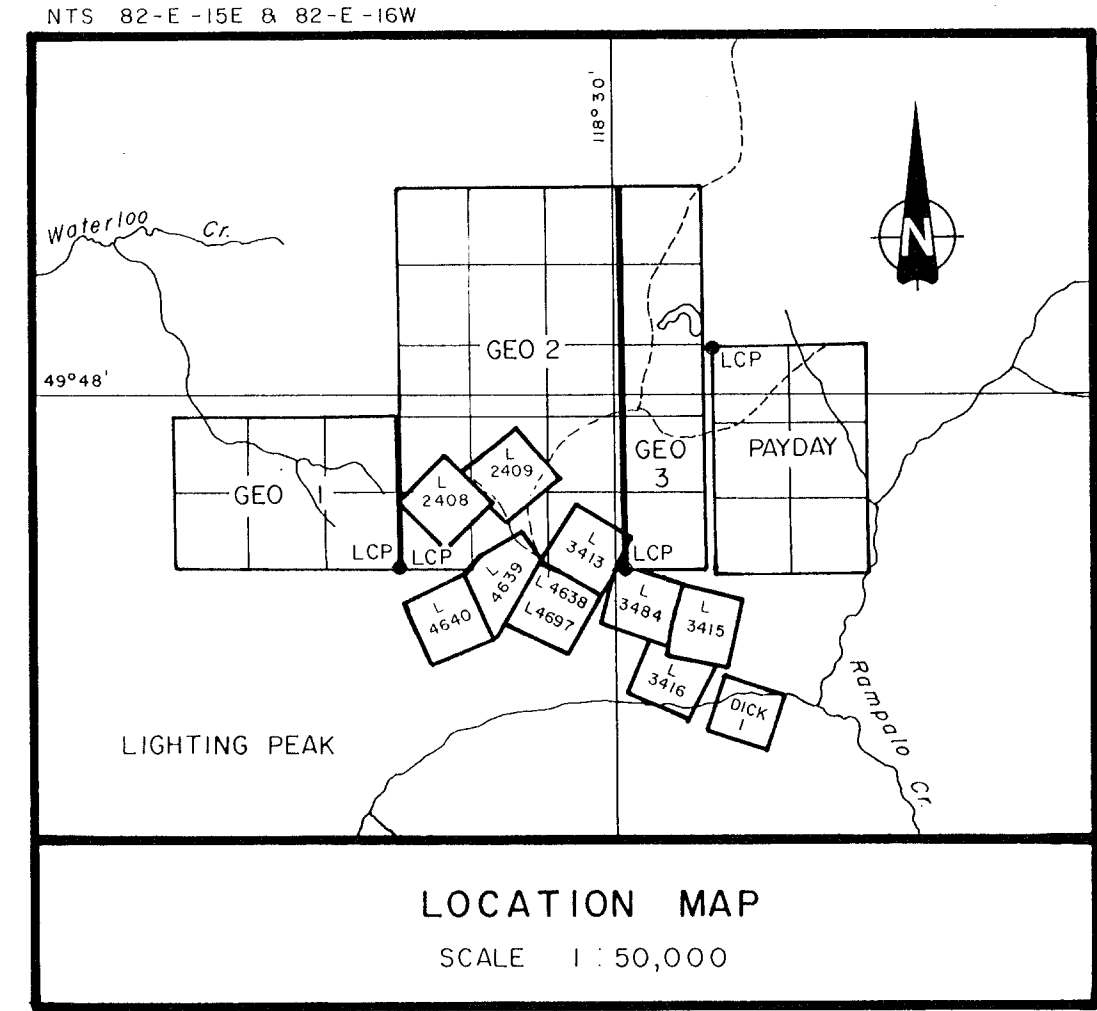 NTS 82-E-15E & 82-E-16W
118° 30'
Waterloo Cr.
N
GEO 2
LCP
49°48'
GEO 3
PAYDAY
L 2409
L 2408
GEO 1
L 3413
LCP
LCP
LCP
L 4639
L 4638
L 4697
L 4640
L 3484
L 3415
L 3416
DICK 1
Rampalo Cr.
LIGHTING PEAK
LOCATION MAP
SCALE 1:50,000